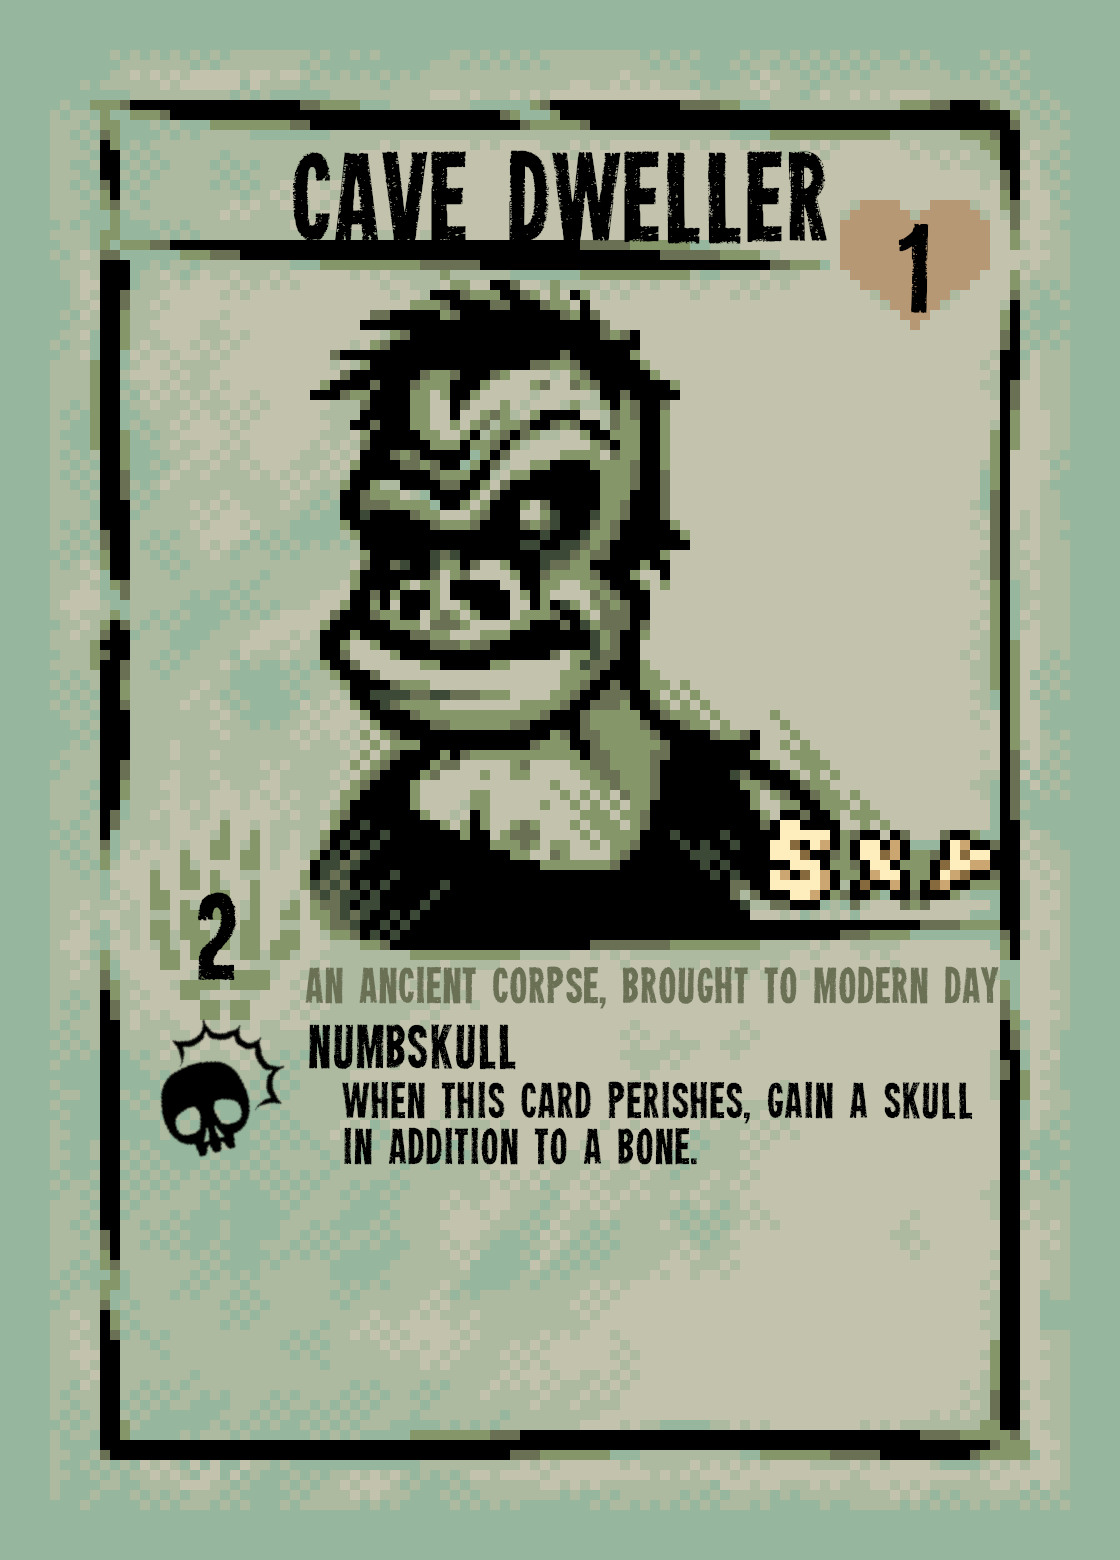 CAVE DWELLER
1
5 X
2
AN ANCIENT CORPSE, BROUGHT TO MODERN DAY
NUMBSKULL
WHEN THIS CARD PERISHES, GAIN A SKULL
IN ADDITION TO A BONE.